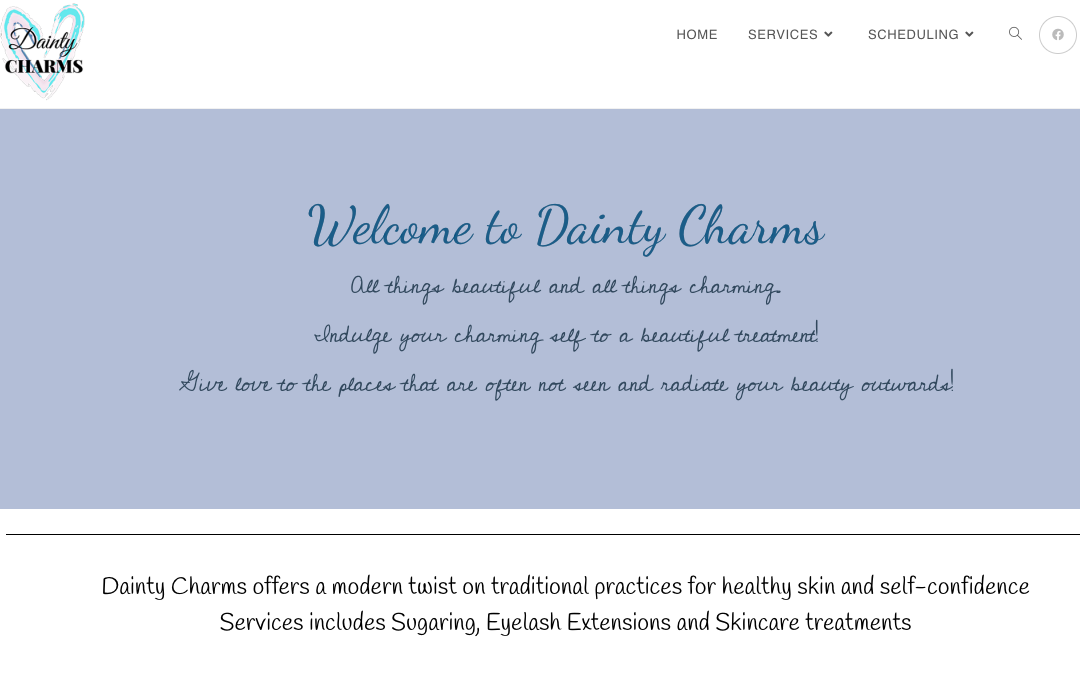 Dainty
CHARMS
HOME
SERVICES
SCHEDULING
Welcome to Dainty Charms
All things beautiful and all things charming.
Indulge your charming self to a beautiful treatment!
Give love to the places that are often not seen and radiate your beauty outwards!
Dainty Charms offers a modern twist on traditional practices for healthy skin and self-confidence
Services includes Sugaring, Eyelash Extensions and Skincare treatments